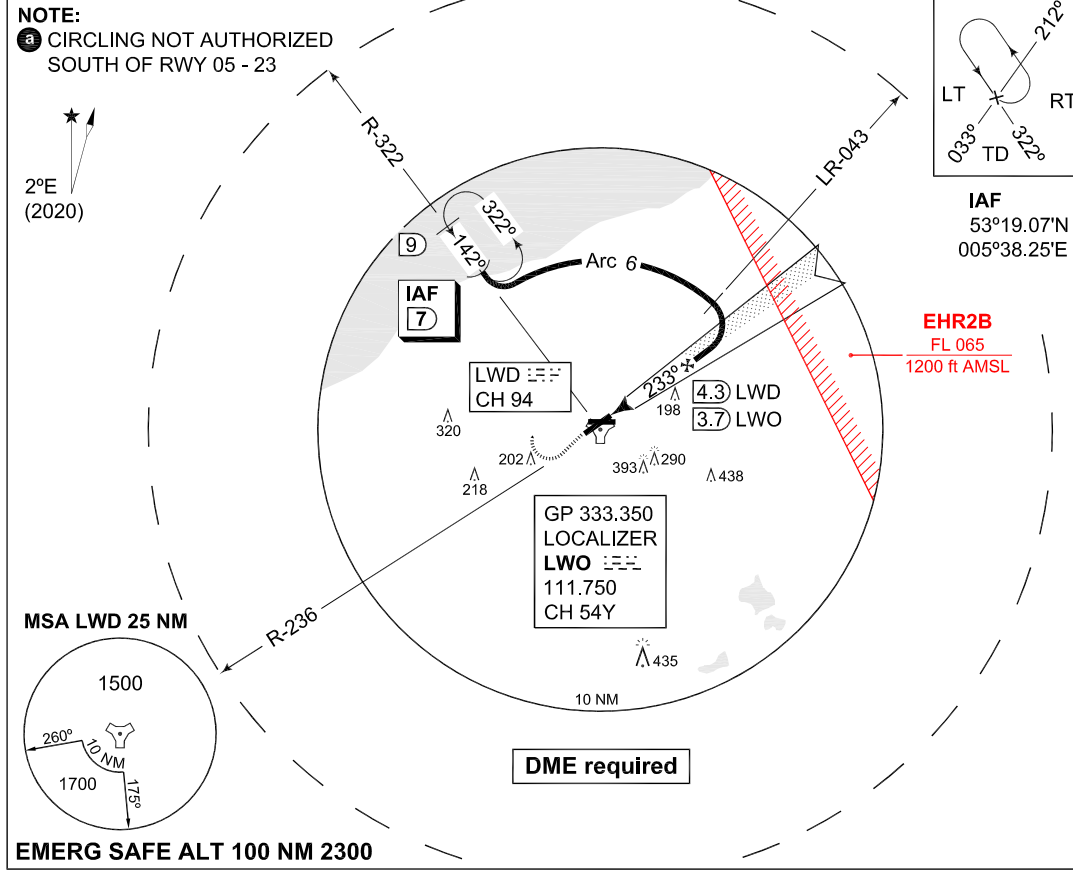 NOTE:
a CIRCLING NOT AUTHORIZED
SOUTH OF RWY 05 - 23
2ºE
(2020)
R-322
LR-043
212º
LT
RT
033º
TD
322º
IAF
53º19.07'N
005º38.25'E
322º
142º
9
IAF
7
Arc 6
EHR2B
FL 065
1200 ft AMSL
LWD
CH 94
233º
4.3 LWD
3.7 LWO
198
320
202
218
393
290
438
GP 333.350
LOCALIZER
LWO
111.750
CH 54Y
R-236
435
10 NM
MSA LWD 25 NM
1500
260º
10 NM
1700
175º
DME required
EMERG SAFE ALT 100 NM 2300